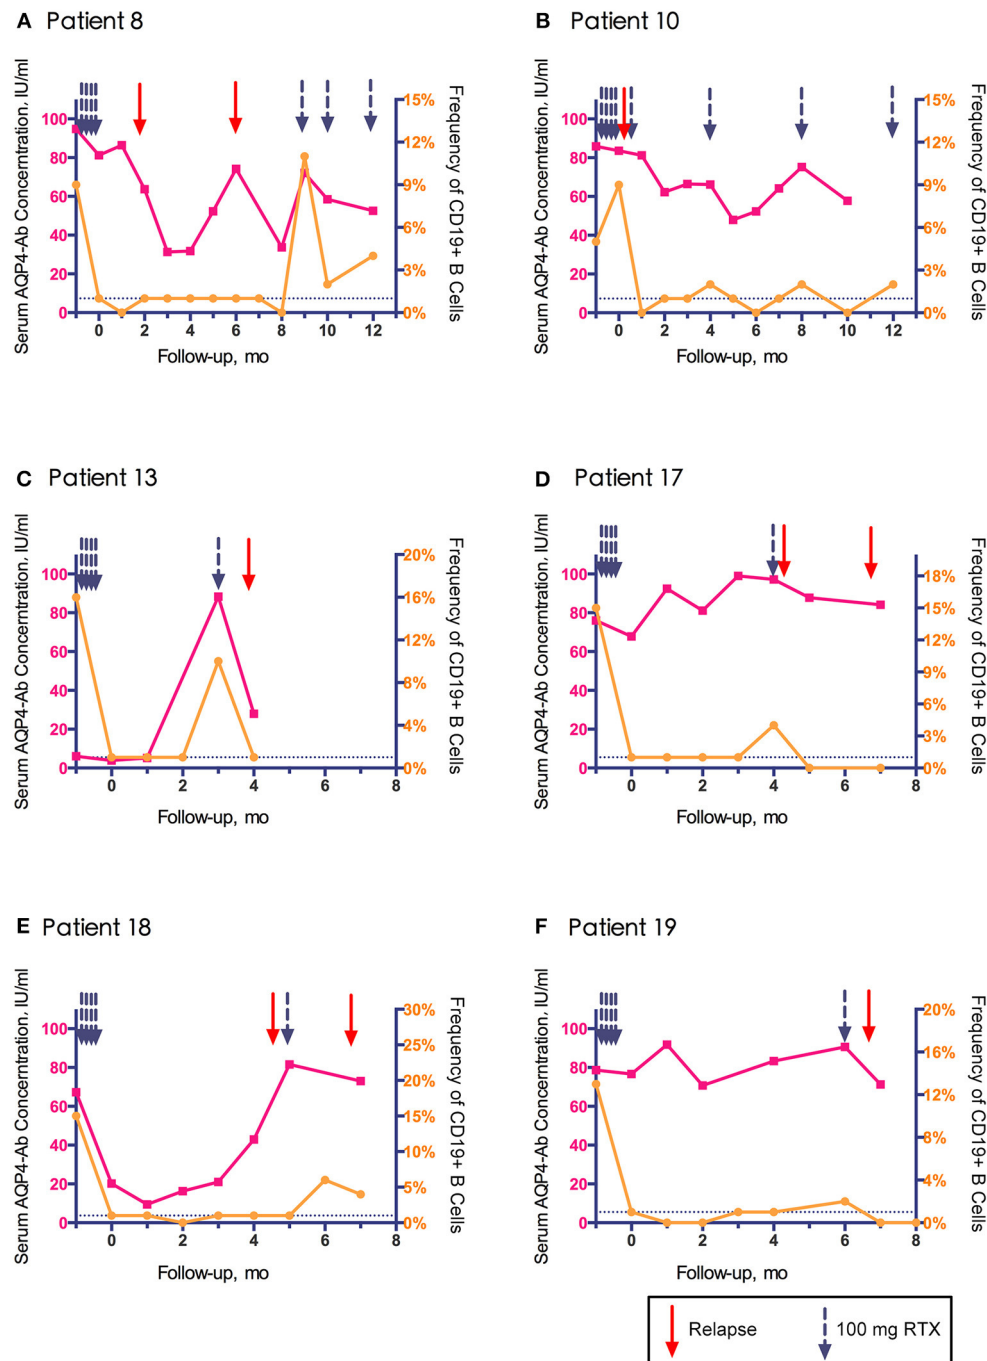 A Patient 8
Serum AQP4-Ab Concentration, IU/ml
100
80
60
40
20
0
15%
12%
9%
6%
3%
0%
Frequency of CD19+ B Cells
0 2 4 6 8 10 12
Follow-up, mo
B Patient 10
Serum AQP4-Ab Concentration, IU/ml
100
80
60
40
20
0
15%
12%
9%
6%
3%
0%
Frequency of CD19+ B Cells
0 2 4 6 8 10 12
Follow-up, mo
C Patient 13
Serum AQP4-Ab Concentration, IU/ml
100
80
60
40
20
0
20%
16%
12%
8%
4%
0%
Frequency of CD19+ B Cells
0 2 4 6 8
Follow-up, mo
D Patient 17
Serum AQP4-Ab Concentration, IU/ml
100
80
60
40
20
0
18%
15%
12%
9%
6%
3%
0%
Frequency of CD19+ B Cells
0 2 4 6 8
Follow-up, mo
E Patient 18
Serum AQP4-Ab Concentration, IU/ml
100
80
60
40
20
0
30%
25%
20%
15%
10%
5%
0%
Frequency of CD19+ B Cells
0 2 4 6 8
Follow-up, mo
F Patient 19
Serum AQP4-Ab Concentration, IU/ml
100
80
60
40
20
0
20%
16%
12%
8%
4%
0%
Frequency of CD19+ B Cells
0 2 4 6 8
Follow-up, mo
Relapse
100 mg RTX